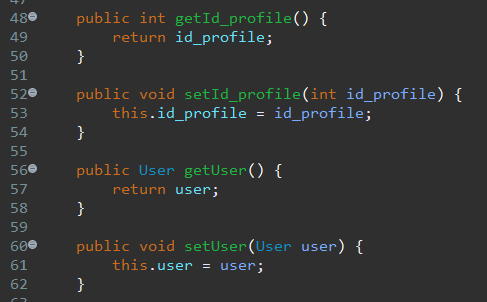 48 public int getId_profile() {
49 return id_profile;
50 }
51
52 public void setId_profile(int id_profile) {
53 this.id_profile = id_profile;
54 }
55
56 public User getUser() {
57 return user;
58 }
59
60 public void setUser(User user) {
61 this.user = user;
62 }